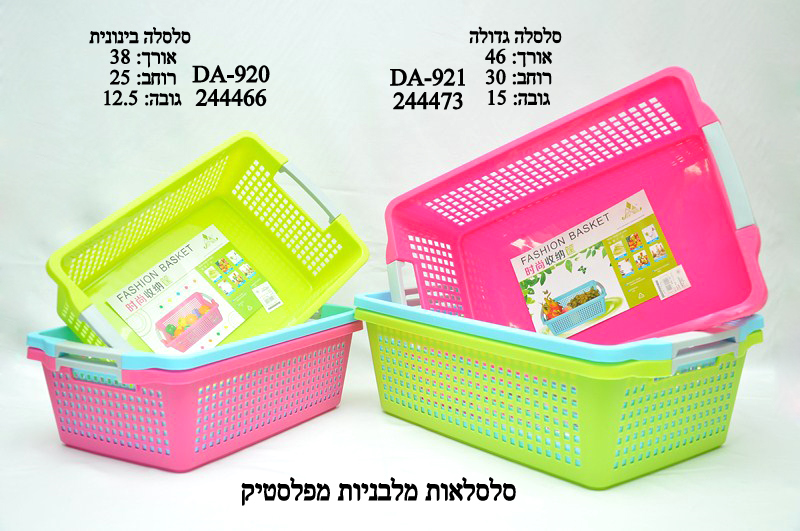 סלסלה גדולה
אורך: 46
רוחב: 30
גובה: 15
DA-921
244473
סלסלה בינונית
אורך: 38
רוחב: 25
גובה: 12.5
DA-920
244466
FASHION BASKET
时尚收纳篮
FASHION BASKET
时尚收纳篮
סלסלאות מלבניות מפלסטיק